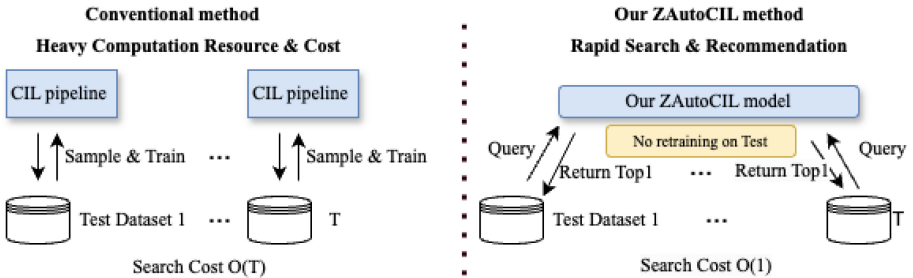 Conventional method
Heavy Computation Resource & Cost
CIL pipeline
CIL pipeline
Sample & Train
...
Sample & Train
Test Dataset 1
...
T
Search Cost O(T)
Our ZAutoCIL method
Rapid Search & Recommendation
Our ZAutoCIL model
No retraining on Test
Query
Query
Return Top1
...
Return Top1
Test Dataset 1
...
T
Search Cost O(1)